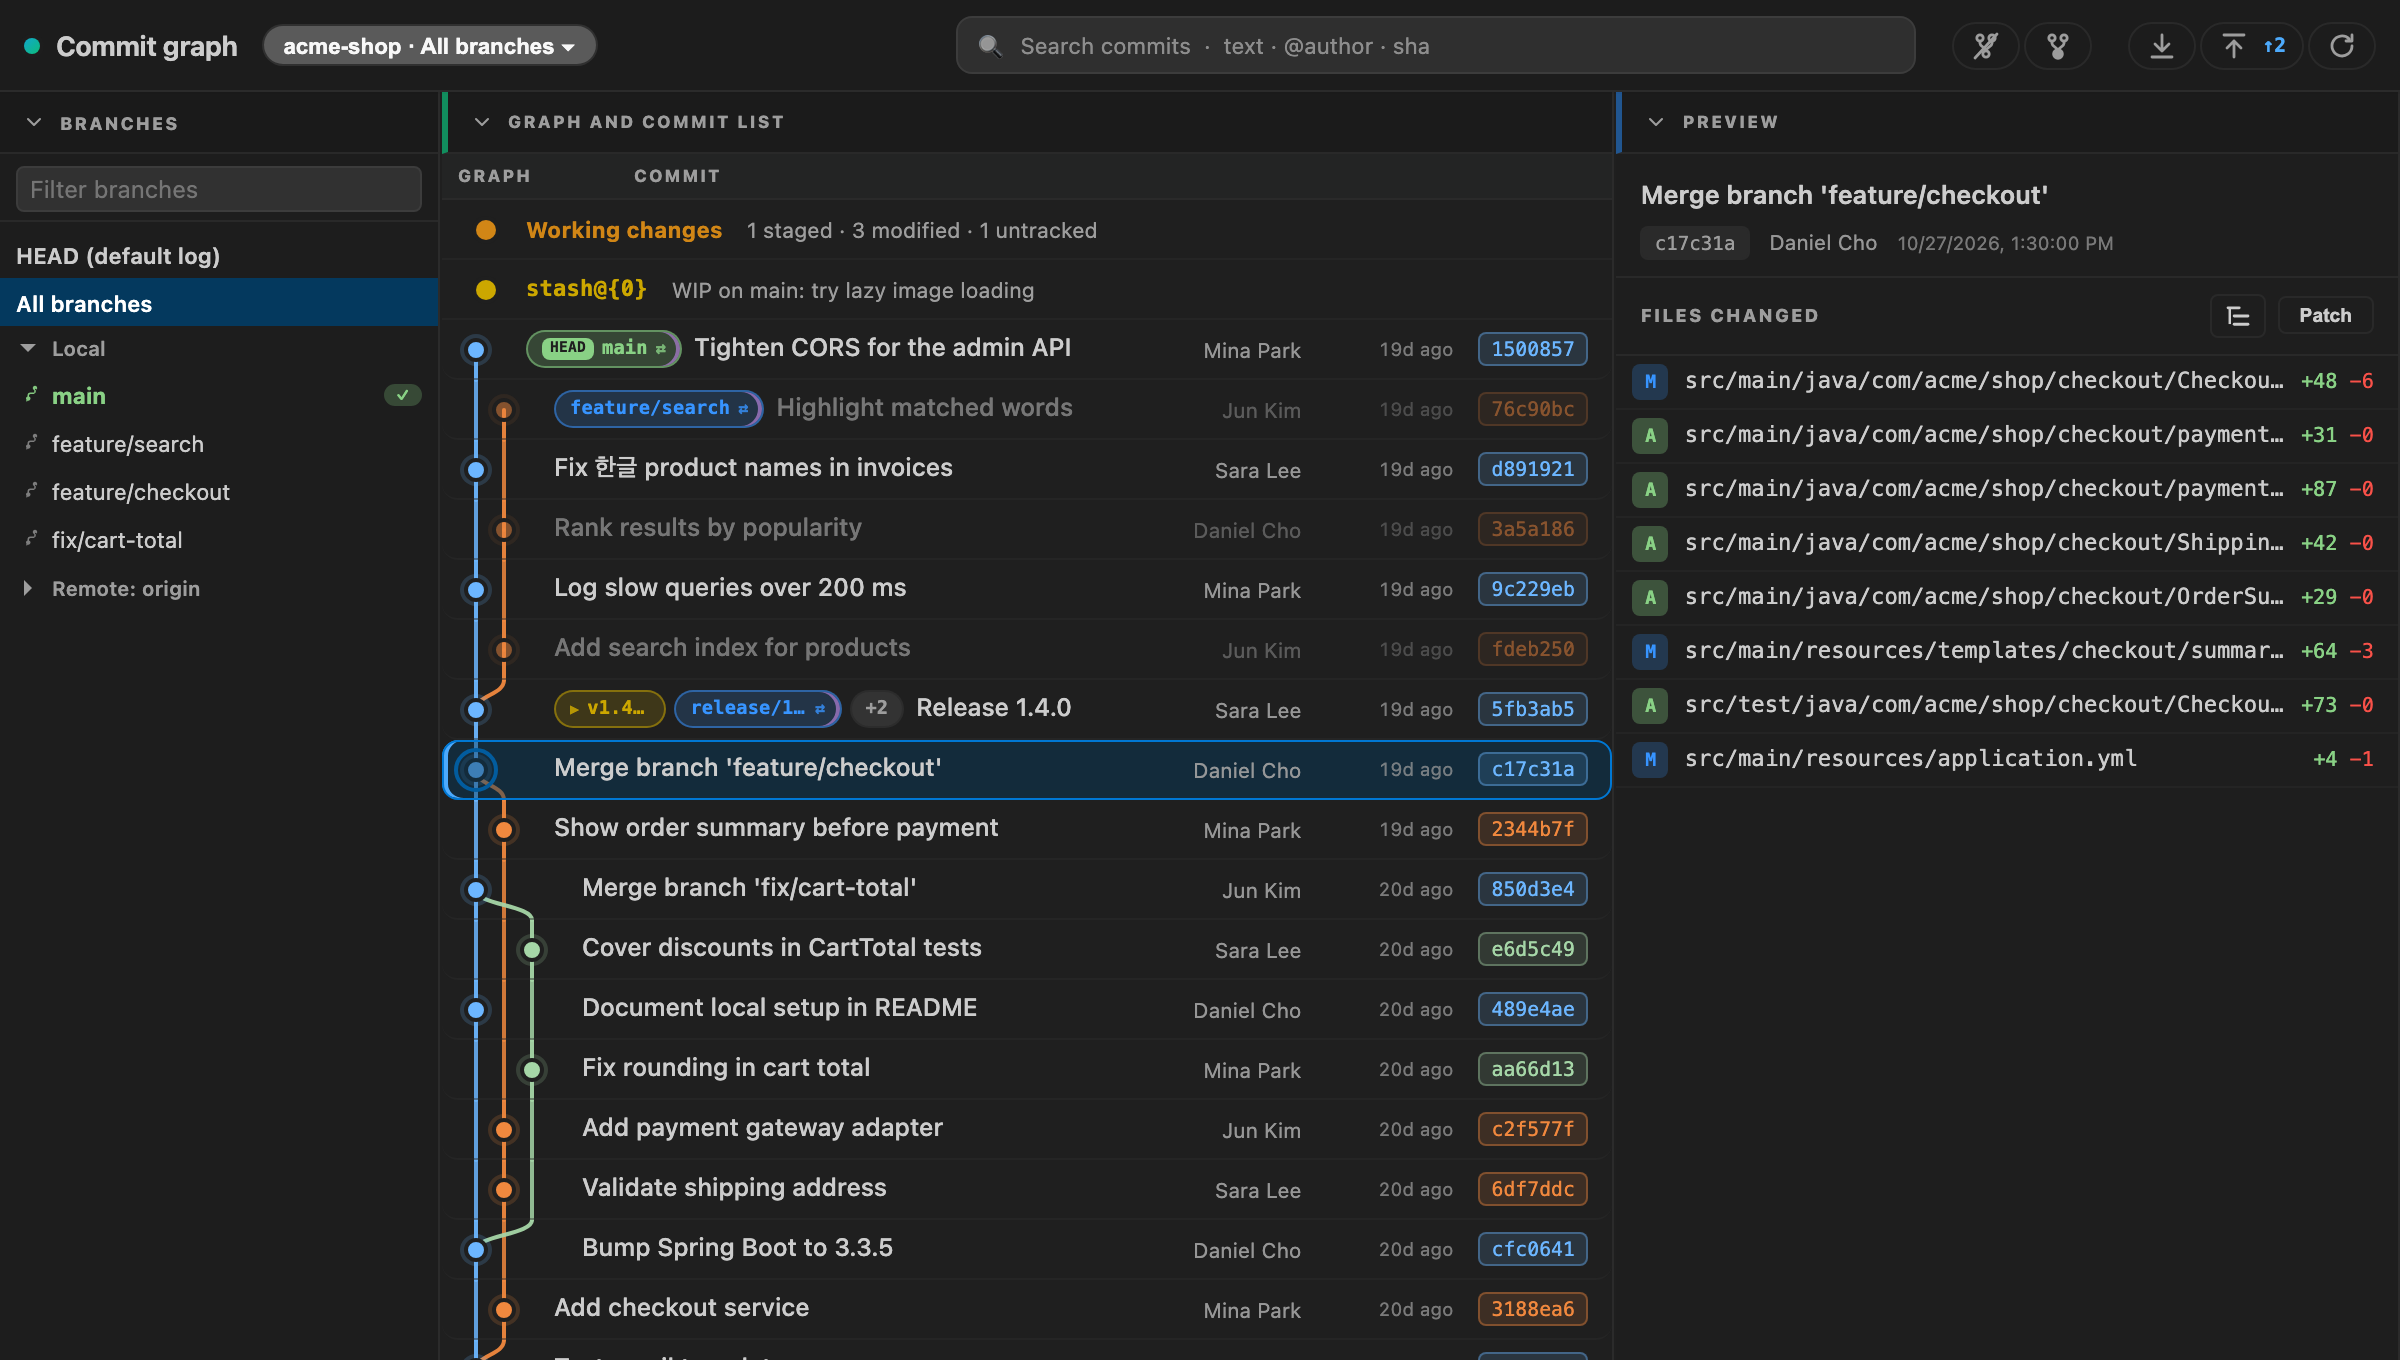 Commit graph
acme-shop · All branches
Search commits · text · @author · sha
↑2
BRANCHES
Filter branches
HEAD (default log)
All branches
Local
main
feature/search
feature/checkout
fix/cart-total
Remote: origin
GRAPH AND COMMIT LIST
GRAPH COMMIT
Working changes 1 staged · 3 modified · 1 untracked
stash@{0} WIP on main: try lazy image loading
HEAD main ⇄ Tighten CORS for the admin API Mina Park 19d ago 1500857
feature/search ⇄ Highlight matched words Jun Kim 19d ago 76c90bc
Fix 한글 product names in invoices Sara Lee 19d ago d891921
Rank results by popularity Daniel Cho 19d ago 3a5a186
Log slow queries over 200 ms Mina Park 19d ago 9c229eb
Add search index for products Jun Kim 19d ago fdeb250
v1.4… release/1… ⇄ +2 Release 1.4.0 Sara Lee 19d ago 5fb3ab5
Merge branch 'feature/checkout' Daniel Cho 19d ago c17c31a
Show order summary before payment Mina Park 19d ago 2344b7f
Merge branch 'fix/cart-total' Jun Kim 20d ago 850d3e4
Cover discounts in CartTotal tests Sara Lee 20d ago e6d5c49
Document local setup in README Daniel Cho 20d ago 489e4ae
Fix rounding in cart total Mina Park 20d ago aa66d13
Add payment gateway adapter Jun Kim 20d ago c2f577f
Validate shipping address Sara Lee 20d ago 6df7ddc
Bump Spring Boot to 3.3.5 Daniel Cho 20d ago cfc0641
Add checkout service Mina Park 20d ago 3188ea6
PREVIEW
Merge branch 'feature/checkout'
c17c31a Daniel Cho 10/27/2026, 1:30:00 PM
FILES CHANGED Patch
M src/main/java/com/acme/shop/checkout/Checkou… +48 −6
A src/main/java/com/acme/shop/checkout/payment… +31 −0
A src/main/java/com/acme/shop/checkout/payment… +87 −0
A src/main/java/com/acme/shop/checkout/Shippin… +42 −0
A src/main/java/com/acme/shop/checkout/OrderSu… +29 −0
M src/main/resources/templates/checkout/summar… +64 −3
A src/test/java/com/acme/shop/checkout/Checkou… +73 −0
M src/main/resources/application.yml +4 −1